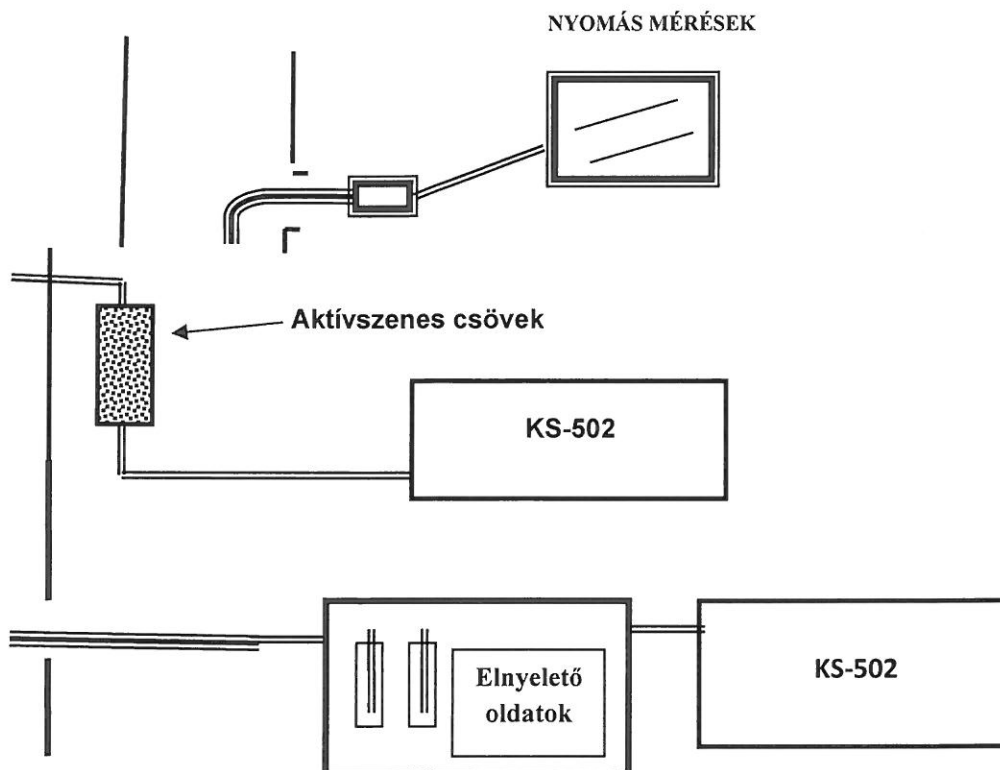 NYOMÁS MÉRÉSEK
Aktívszenes csövek
KS-502
Elnyelető
oldatok
KS-502